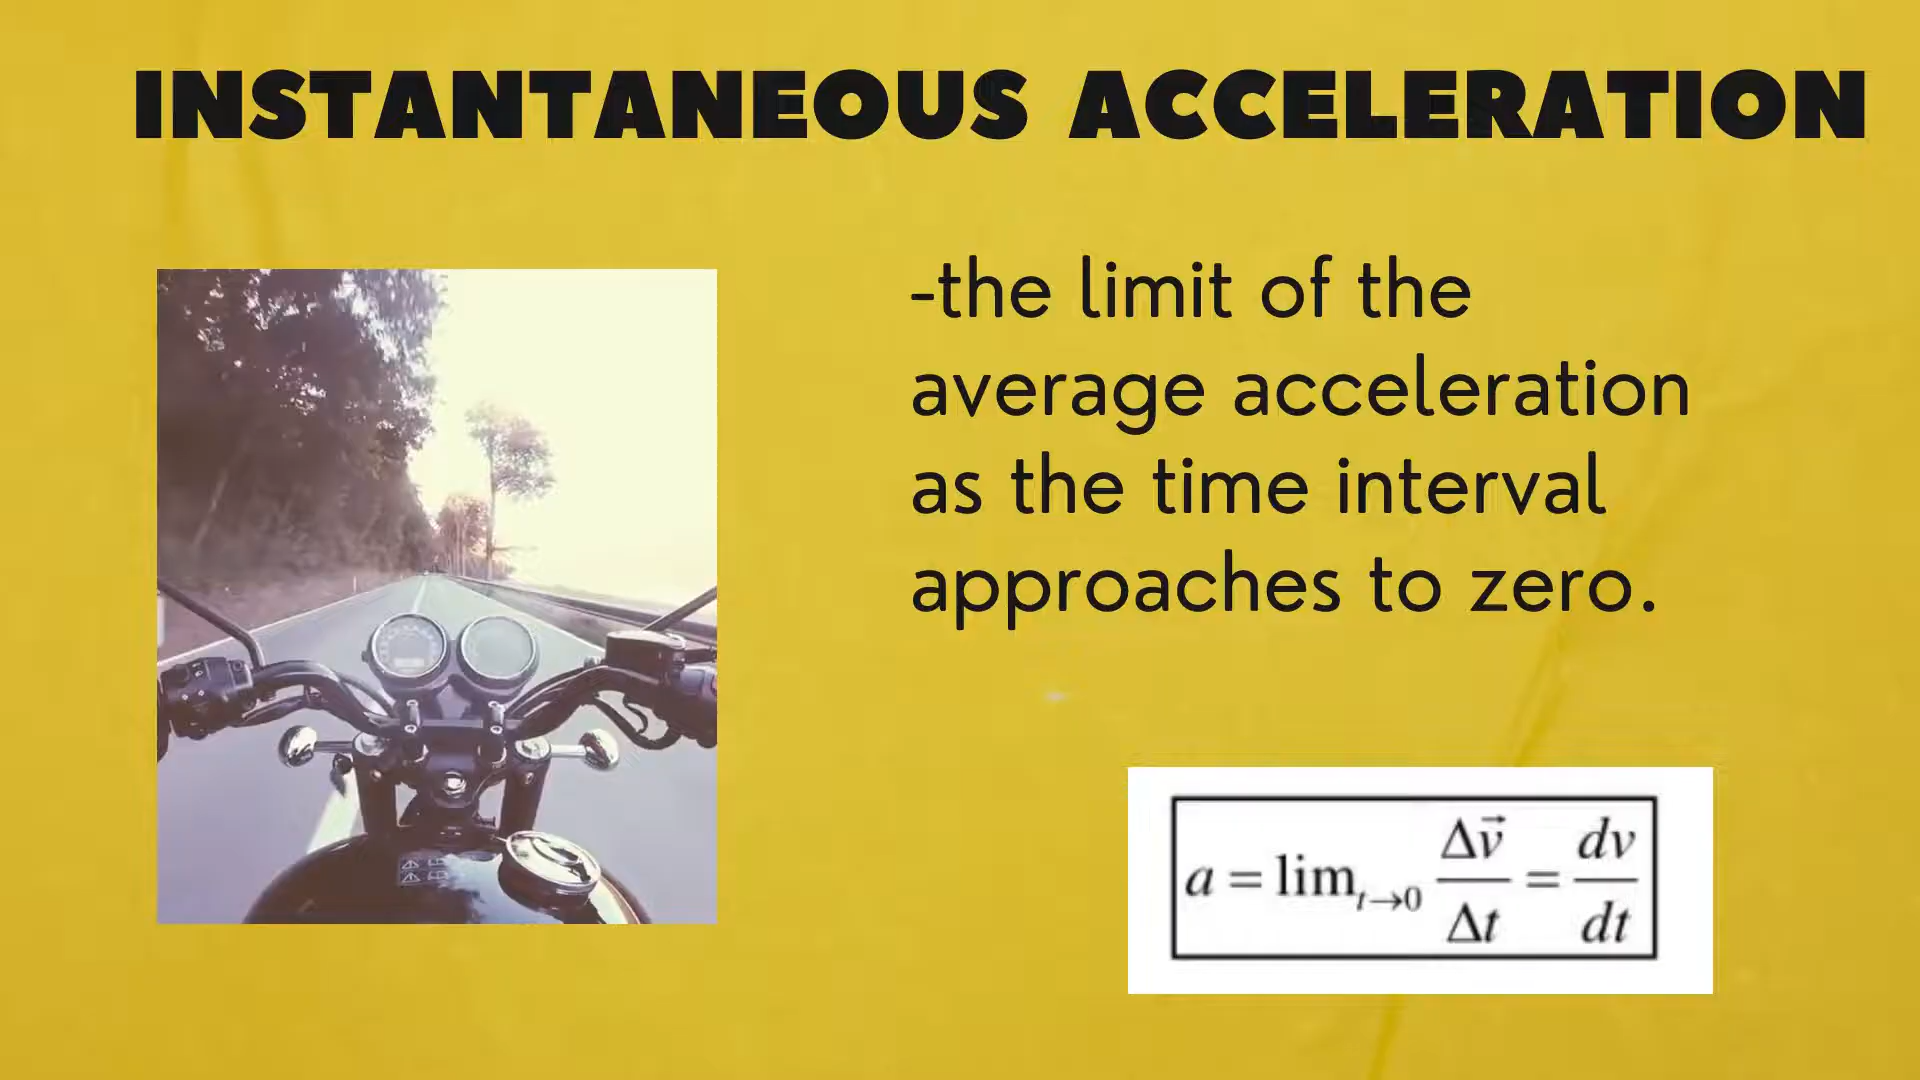 INSTANTANEOUS ACCELERATION
-the limit of the
average acceleration
as the time interval
approaches to zero.
a = lim_{t→0} Δv⃗/Δt = dv/dt